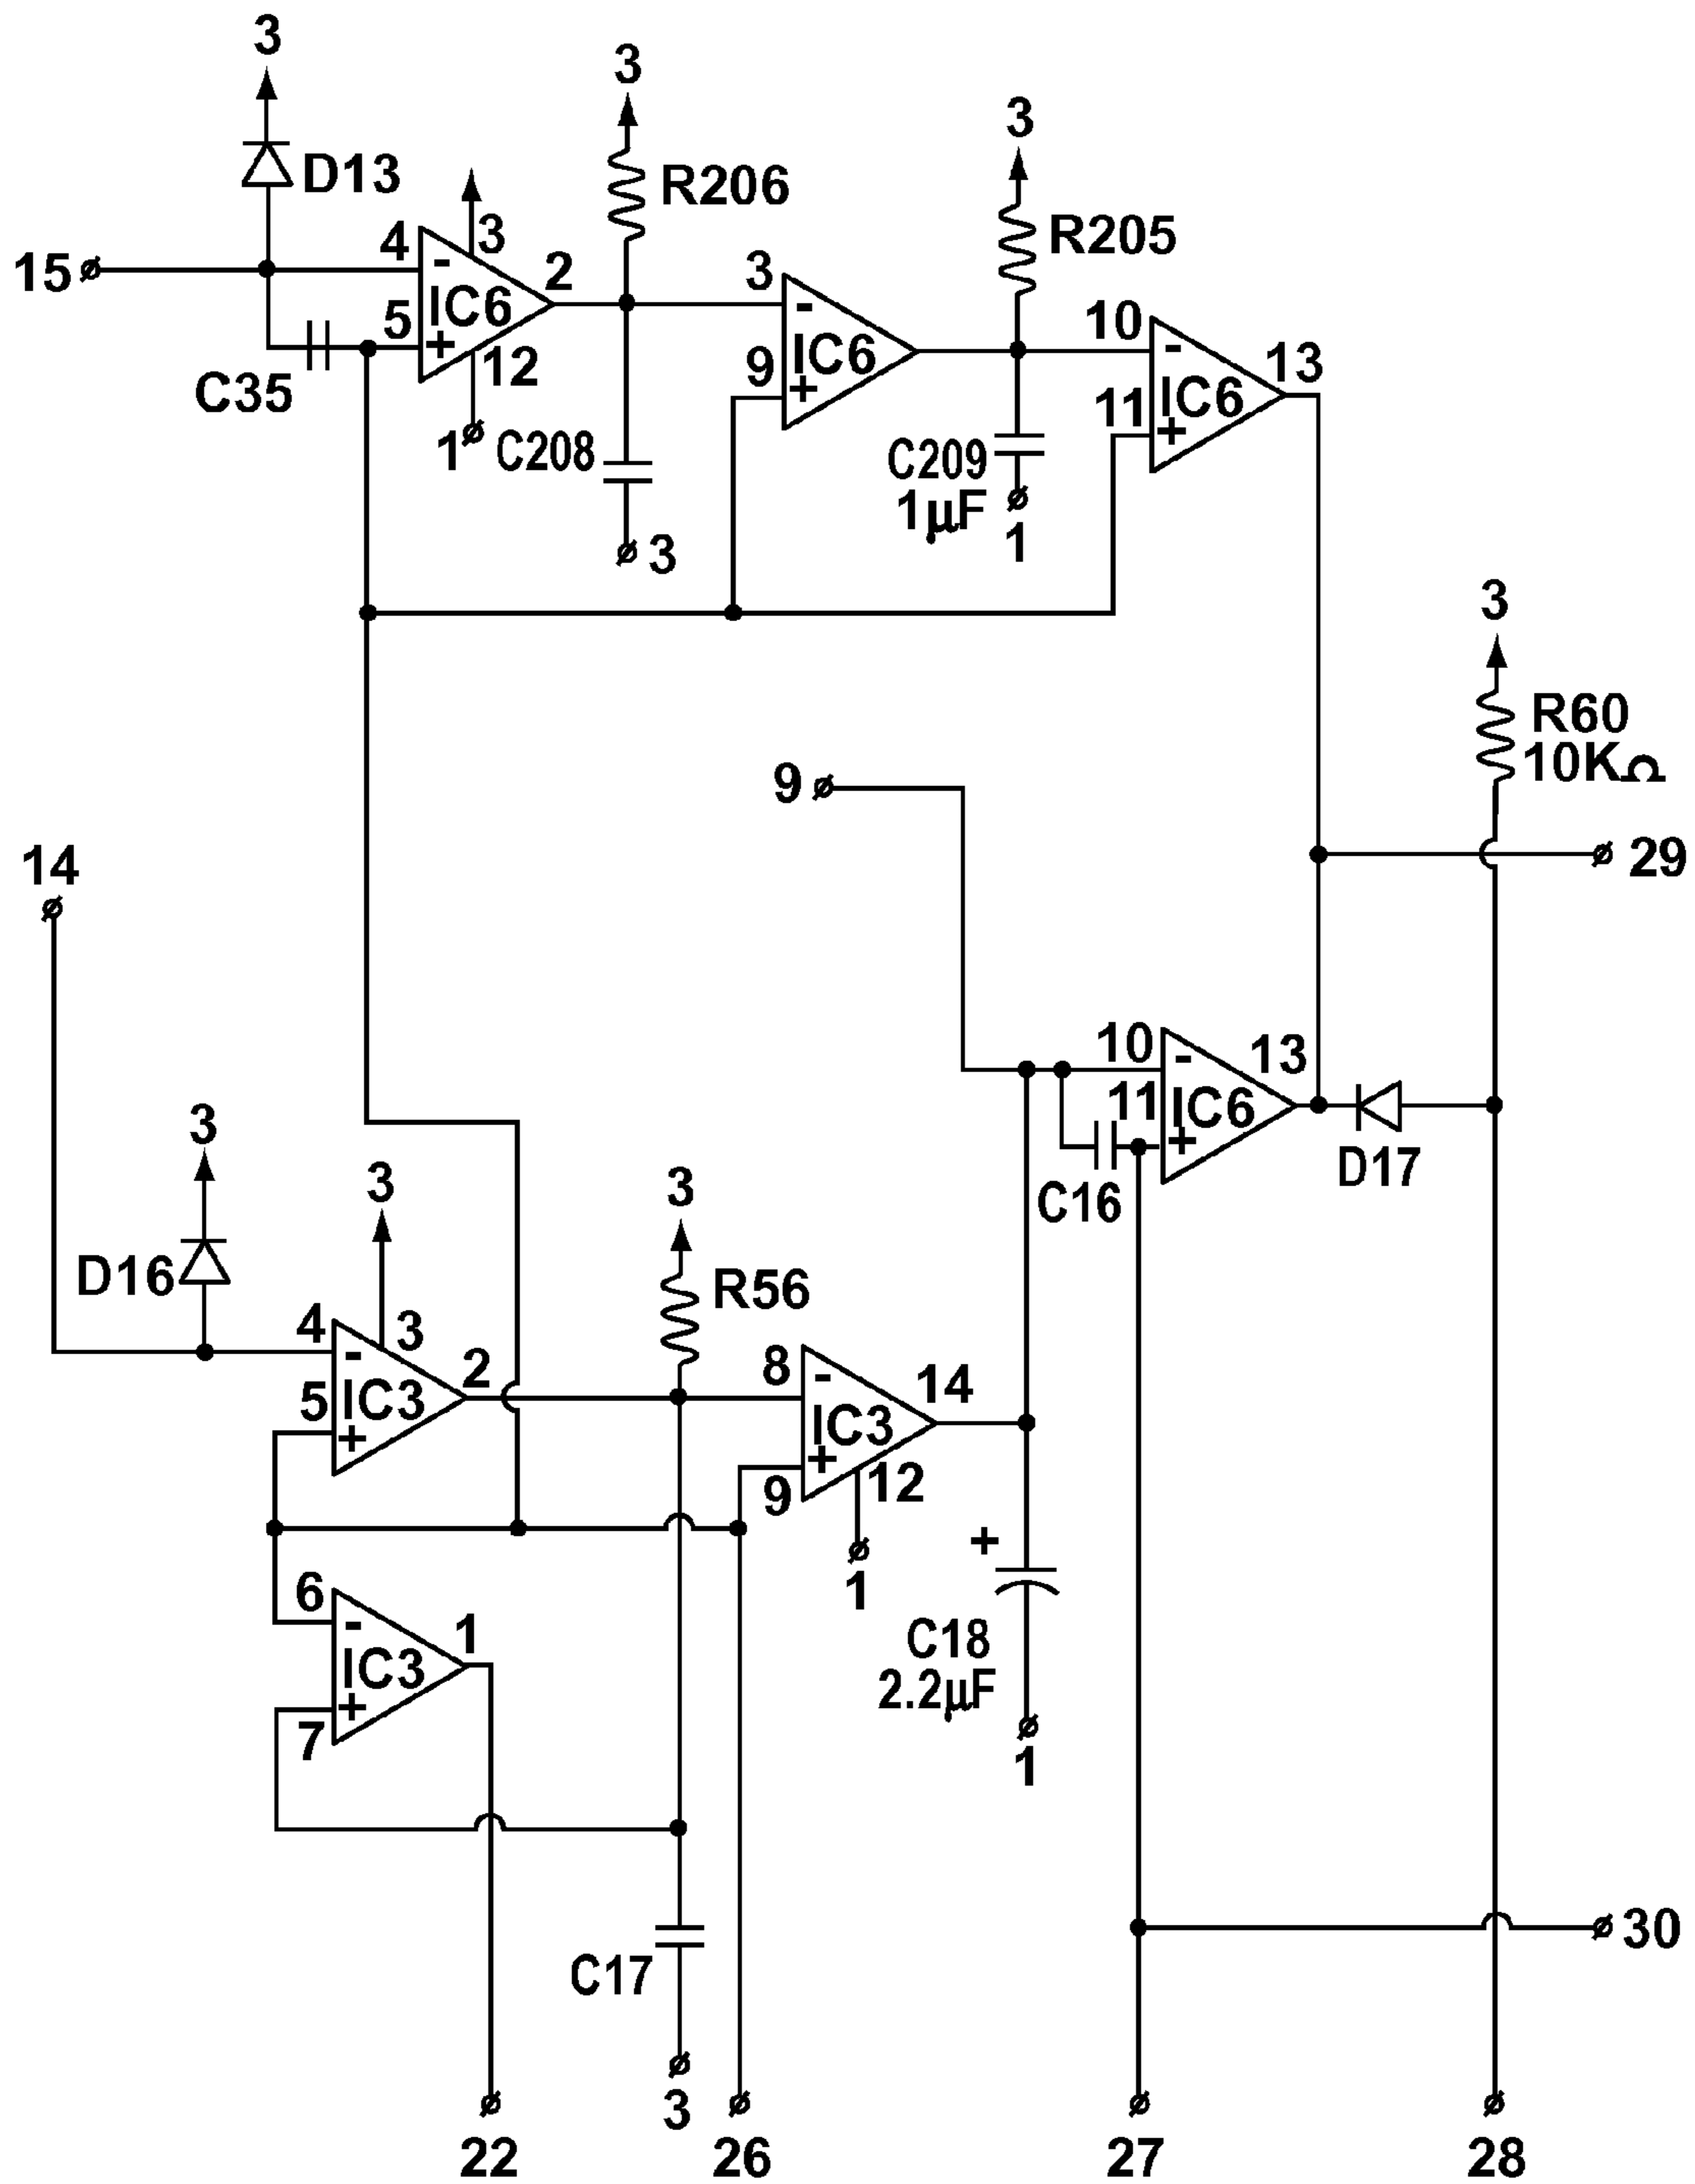 3
3
3
D13
R206
R205
15
4
-
3
IC6
2
5
+
12
C35
1
C208
3
3
-
IC6
9
+
10
-
IC6
13
11
+
C209
1µF
1
3
R60
10KΩ
9
29
14
10
-
IC6
13
11
+
C16
D17
3
3
3
D16
R56
4
-
3
IC3
2
5
+
8
-
IC3
14
+
9
12
1
6
-
IC3
1
+
7
+
C18
2.2µF
1
C17
3
30
22
26
27
28